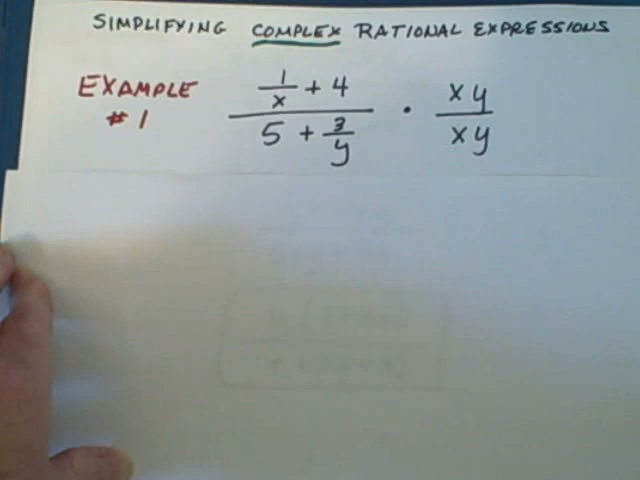 SIMPLIFYING COMPLEX RATIONAL EXPRESSIONS
EXAMPLE
# 1
1/x + 4
5 + 3/y
· xy/xy